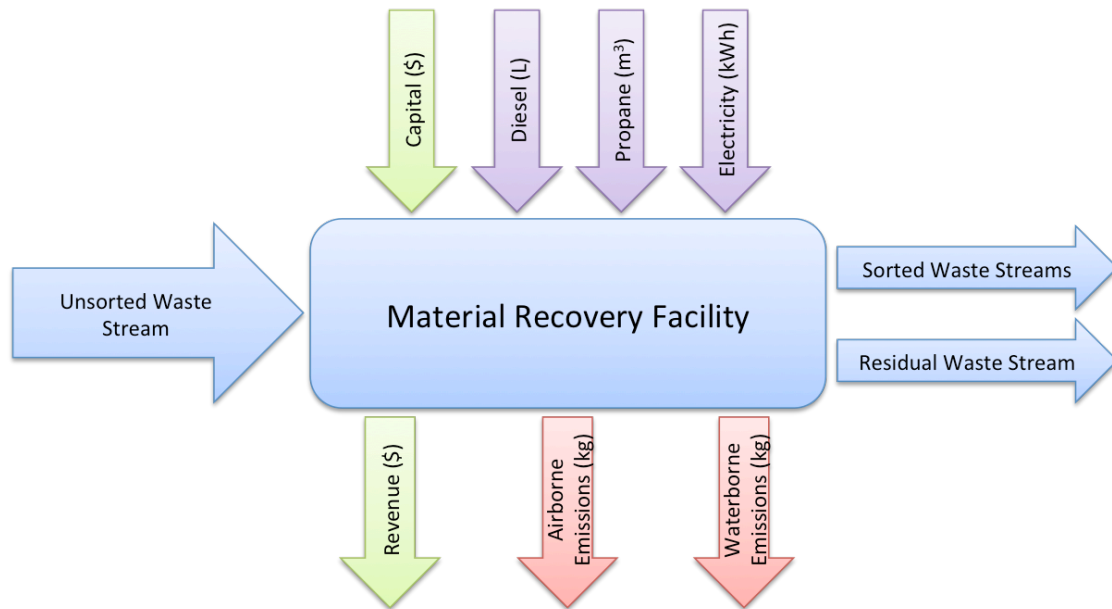 Capital ($)
Diesel (L)
Propane (m³)
Electricity (kWh)
Unsorted Waste
Stream
Material Recovery Facility
Sorted Waste Streams
Residual Waste Stream
Revenue ($)
Airborne
Emissions (kg)
Waterborne
Emissions (kg)